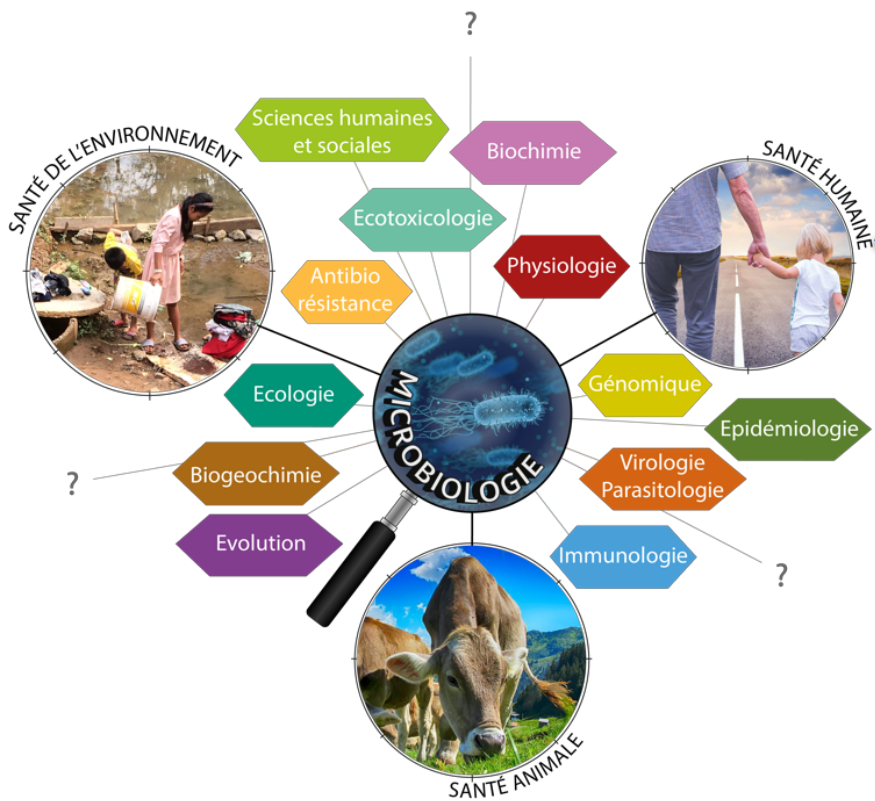 ?
Sciences humaines
et sociales
Biochimie
SANTÉ DE L'ENVIRONNEMENT
SANTÉ HUMAINE
Ecotoxicologie
Physiologie
Antibio
résistance
Génomique
Ecologie
MICROBIOLOGIE
Epidémiologie
Virologie
Parasitologie
Biogeochimie
?
Evolution
Immunologie
?
SANTÉ ANIMALE